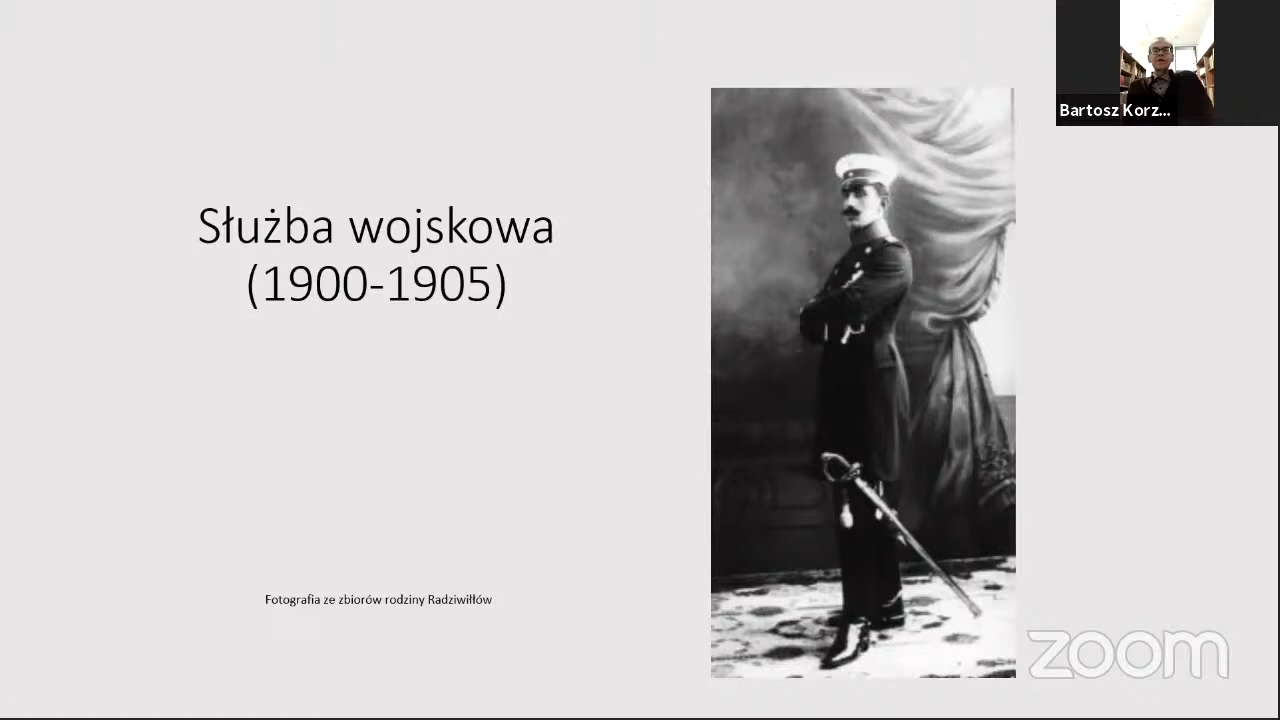 Służba wojskowa
(1900-1905)
Fotografia ze zbiorów rodziny Radziwiłłów
Bartosz Korz...
zoom